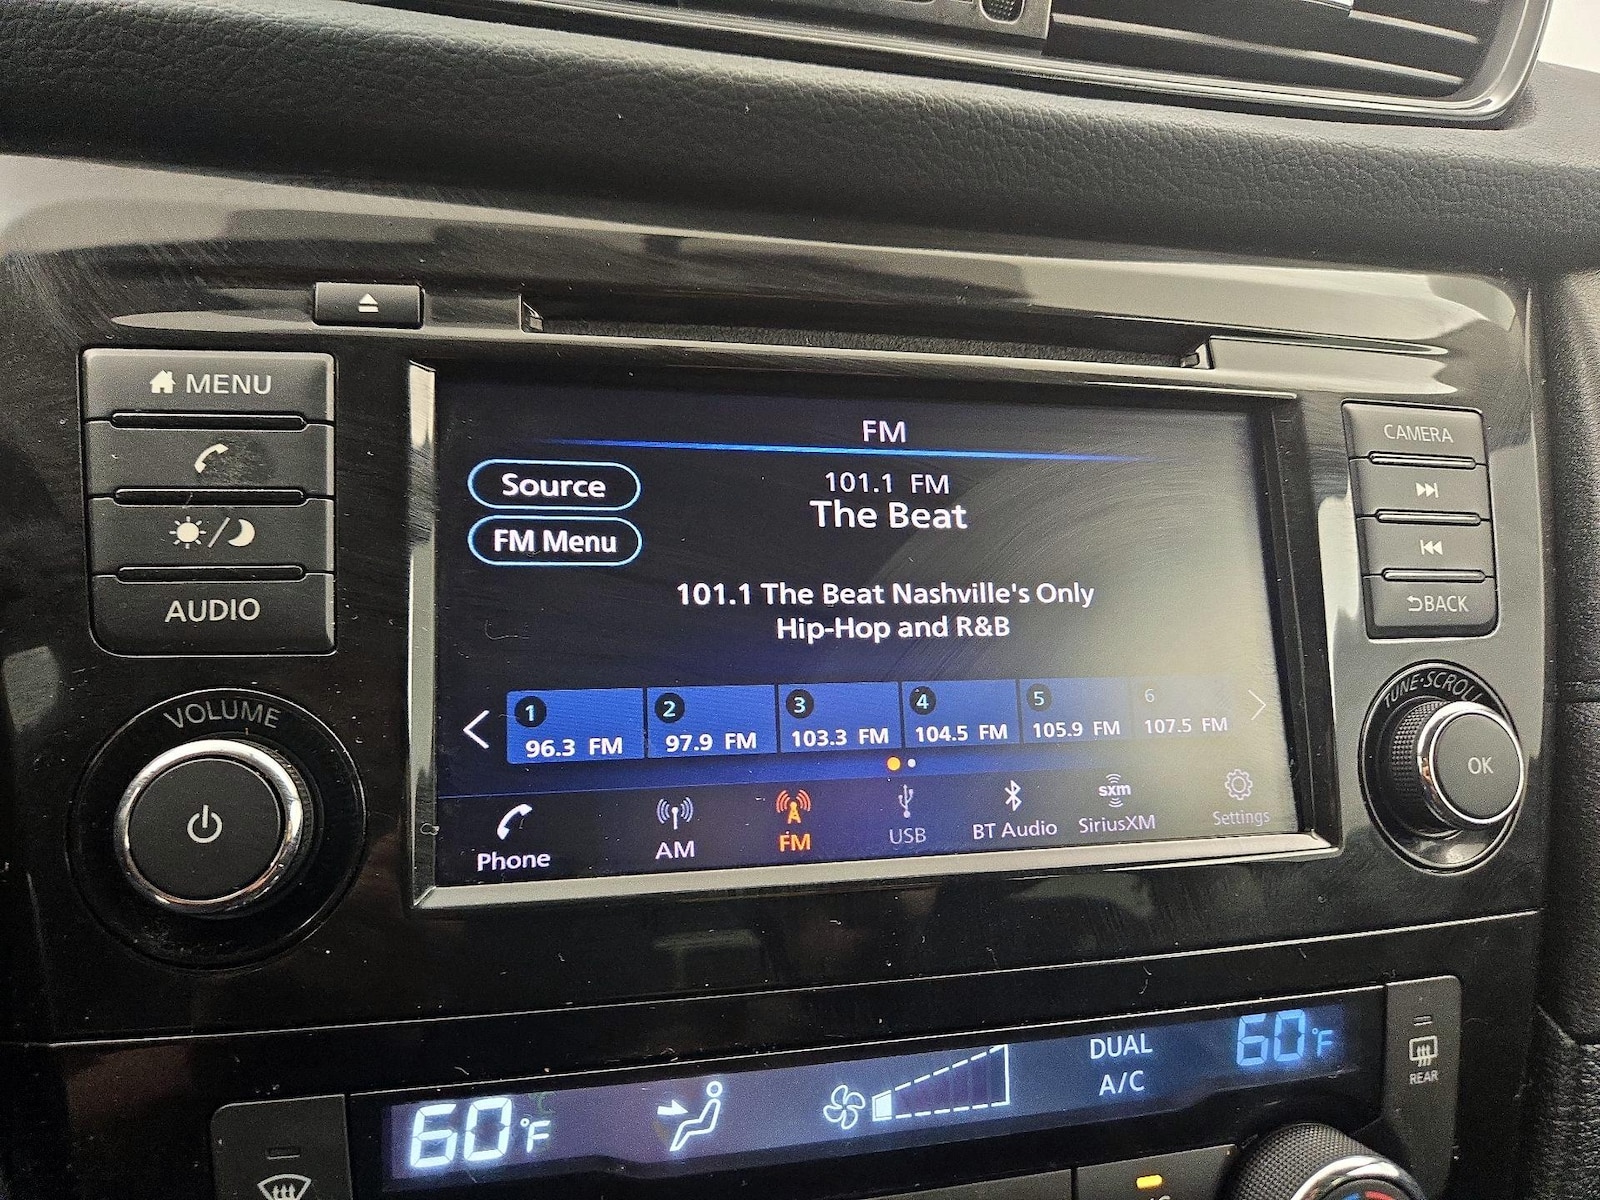 MENU
AUDIO
VOLUME
FM
Source
FM Menu
101.1 FM
The Beat
101.1 The Beat Nashville's Only
Hip-Hop and R&B
1
96.3 FM
2
97.9 FM
3
103.3 FM
4
104.5 FM
5
105.9 FM
6
107.5 FM
Phone
AM
FM
USB
BT Audio
sxm
SiriusXM
Settings
CAMERA
BACK
TUNE·SCROLL
OK
60°F
DUAL
A/C
60°F
REAR